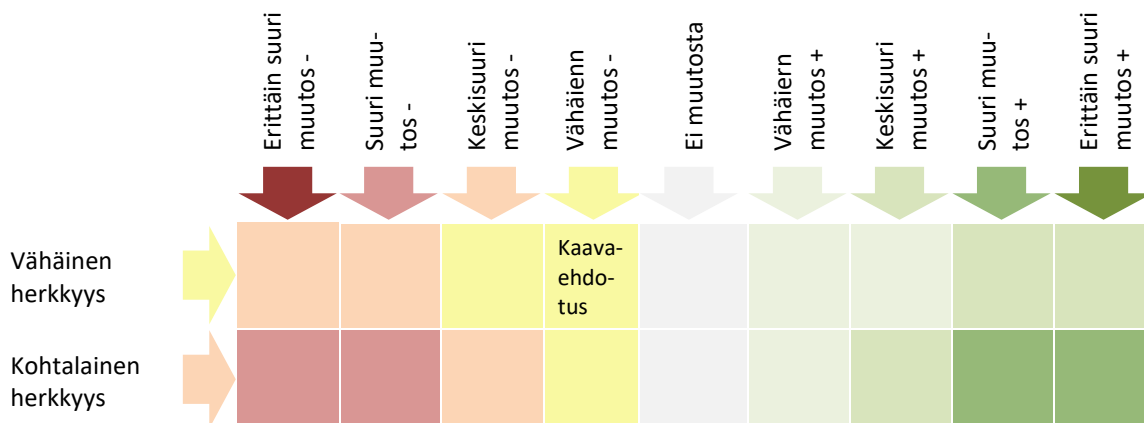 Erittäin suuri
muutos -
Suuri muu-
tos -
Keskisuuri
muutos -
Vähäienn
muutos -
Ei muutosta
Vähäiern
muutos +
Keskisuuri
muutos +
Suuri muu-
tos +
Erittäin suuri
muutos +
Vähäinen
herkkyys
Kaava-
ehdo-
tus
Kohtalainen
herkkyys